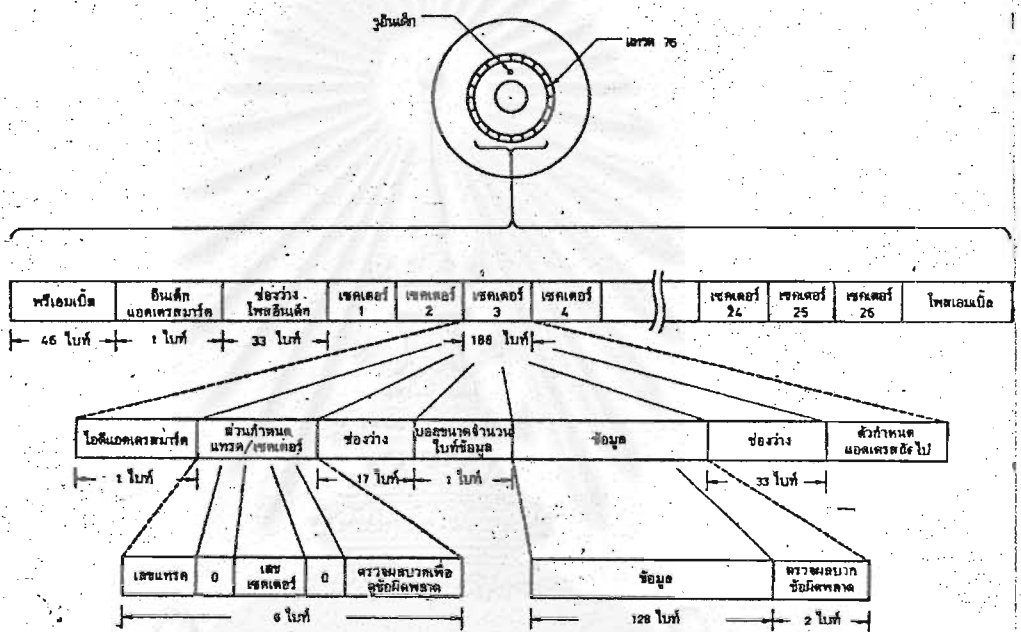 รูอินเด็ก
แทรค 76
พรีแอมเบิ้ล
อินเด็ก
แอดเดรสมาร์ค
ช่องว่าง
โพสอินเด็ก
เซคเตอร์
1
เซคเตอร์
2
เซคเตอร์
3
เซคเตอร์
4
เซคเตอร์
24
เซคเตอร์
25
เซคเตอร์
26
โพสแอมเบิ้ล
46 ไบท์
1 ไบท์
33 ไบท์
188 ไบท์
ไอดีแอดเดรสมาร์ค
ส่วนกำหนด
แทรค/เซคเตอร์
ช่องว่าง
บอกขนาดจำนวน
ไบท์ข้อมูล
ข้อมูล
ช่องว่าง
ตัวกำหนด
แอดเดรสถัดไป
1 ไบท์
17 ไบท์
1 ไบท์
33 ไบท์
เลขแทรค
0
เลข
เซคเตอร์
0
ตรวจผลบวกเพื่อ
ดูข้อผิดพลาด
ข้อมูล
ตรวจผลบวก
ข้อผิดพลาด
6 ไบท์
128 ไบท์
2 ไบท์